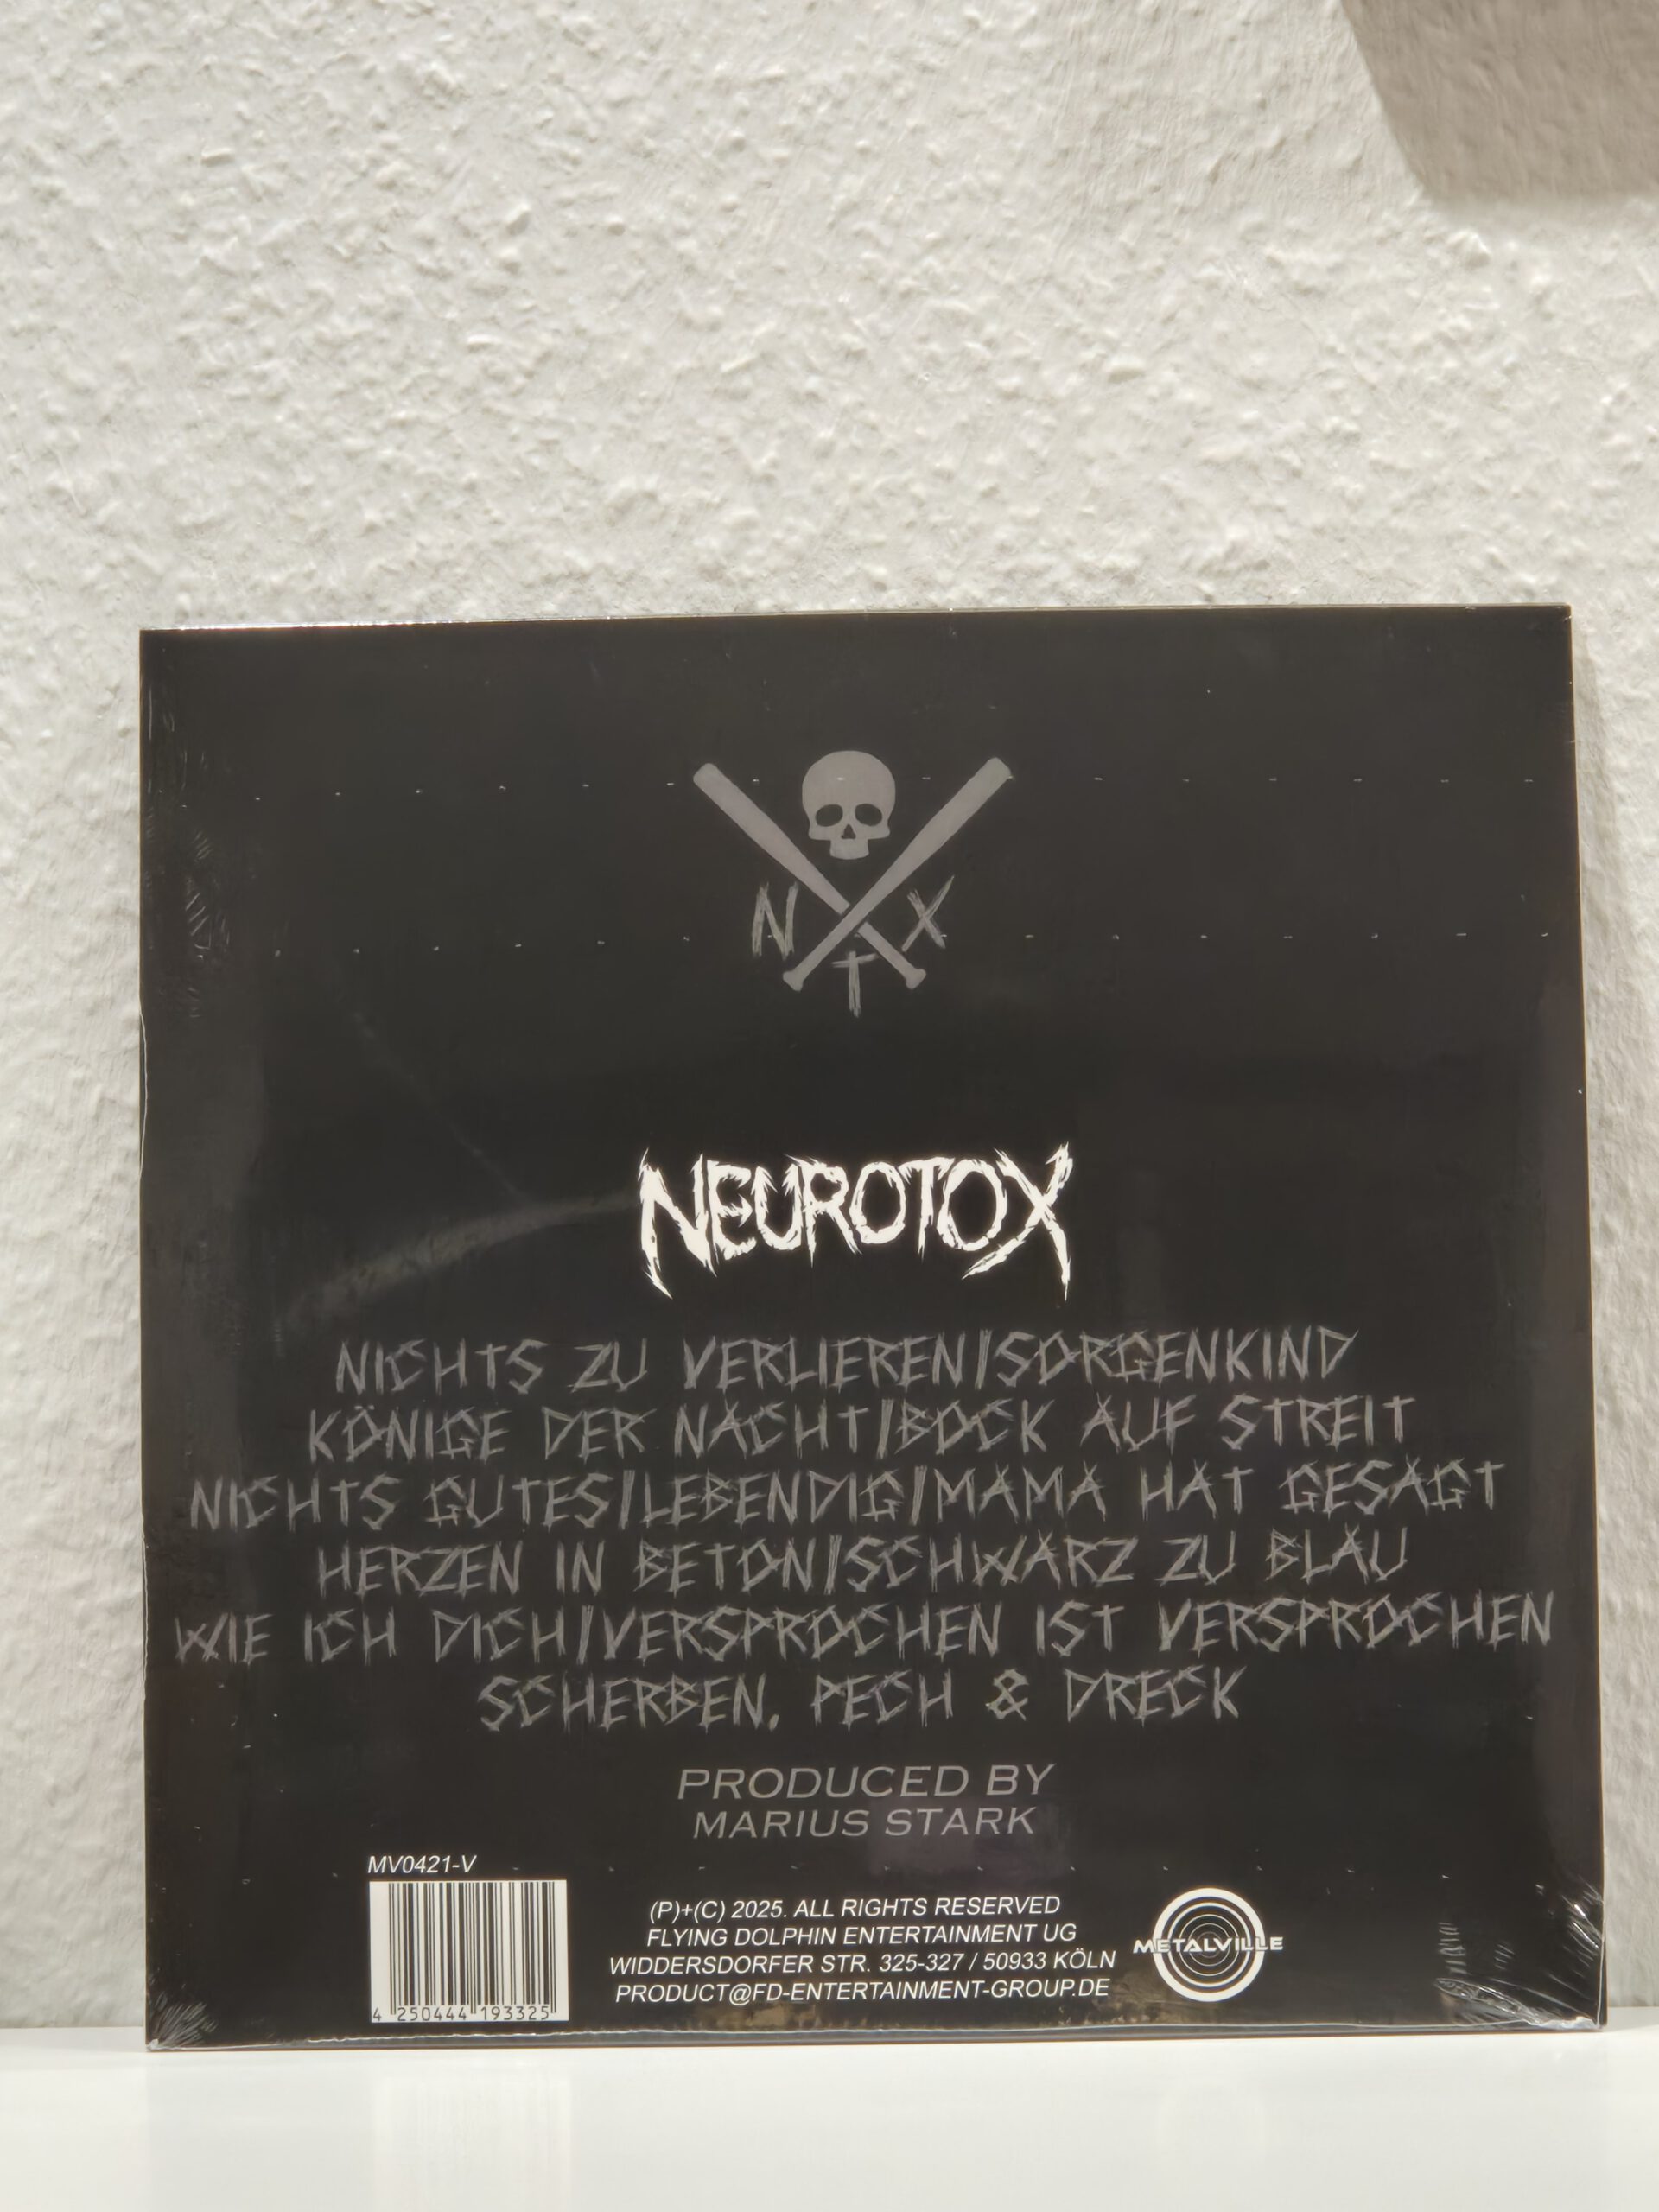 N X
T
NEUROTOX
NICHTS ZU VERLIEREN/SORGENKIND
KÖNIGE DER NACHT/BOCK AUF STREIT
NICHTS GUTES/LEBENDIG/MAMA HAT GESAGT
HERZEN IN BETON/SCHWARZ ZU BLAU
WIE ICH DICH/VERSPROCHEN IST VERSPROCHEN
SCHERBEN, PECH & DRECK
PRODUCED BY
MARIUS STARK
MV0421-V
4 250444 193325
(P)+(C) 2025. ALL RIGHTS RESERVED
FLYING DOLPHIN ENTERTAINMENT UG
WIDDERSDORFER STR. 325-327 / 50933 KÖLN
PRODUCT@FD-ENTERTAINMENT-GROUP.DE
METALVILLE